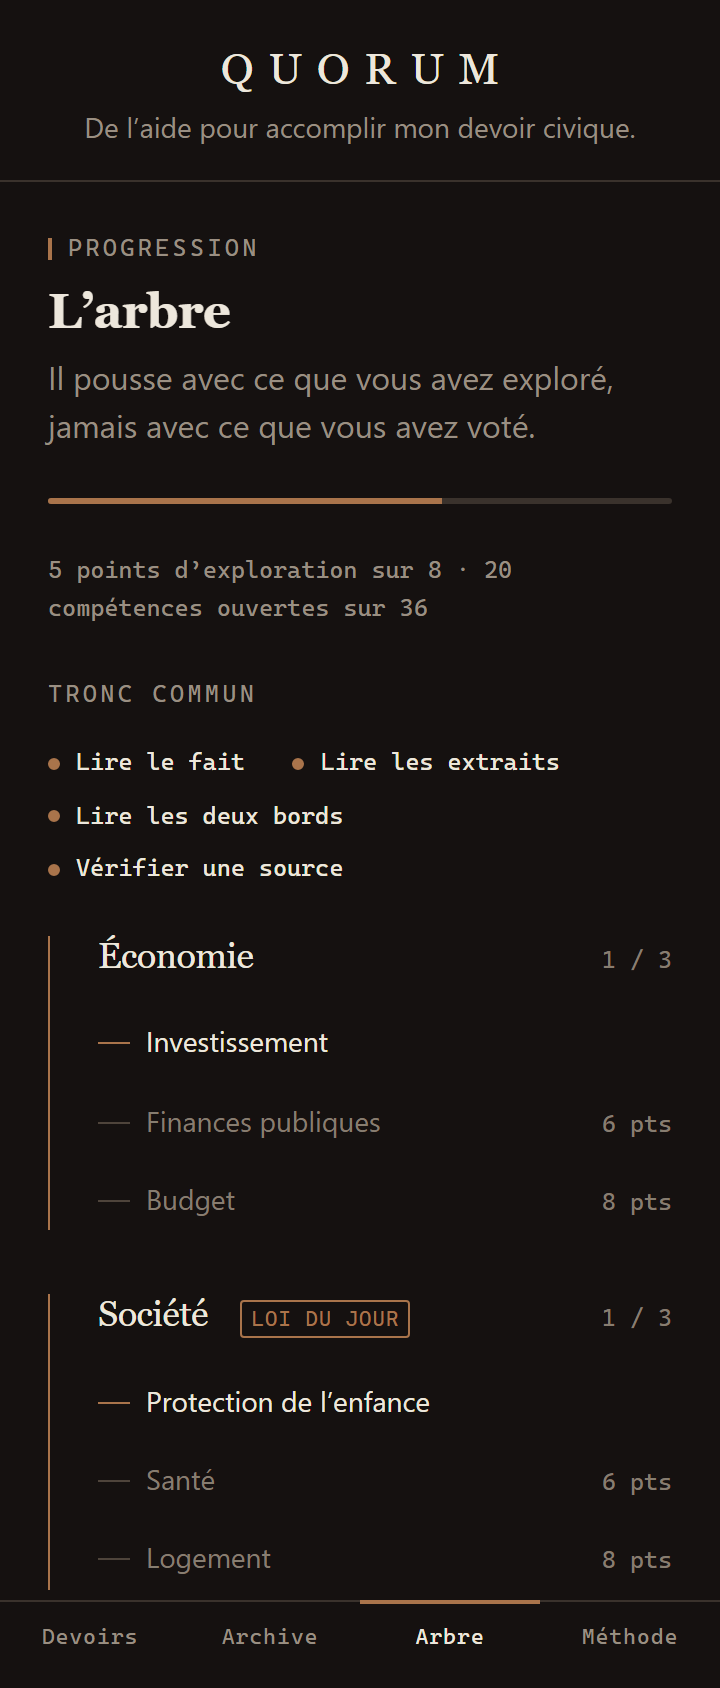 QUORUM
De l’aide pour accomplir mon devoir civique.
PROGRESSION
L’arbre
Il pousse avec ce que vous avez exploré,
jamais avec ce que vous avez voté.
5 points d’exploration sur 8 · 20
compétences ouvertes sur 36
TRONC COMMUN
Lire le fait Lire les extraits
Lire les deux bords
Vérifier une source
Économie 1 / 3
Investissement
Finances publiques 6 pts
Budget 8 pts
Société LOI DU JOUR 1 / 3
Protection de l’enfance
Santé 6 pts
Logement 8 pts
Devoirs Archive Arbre Méthode